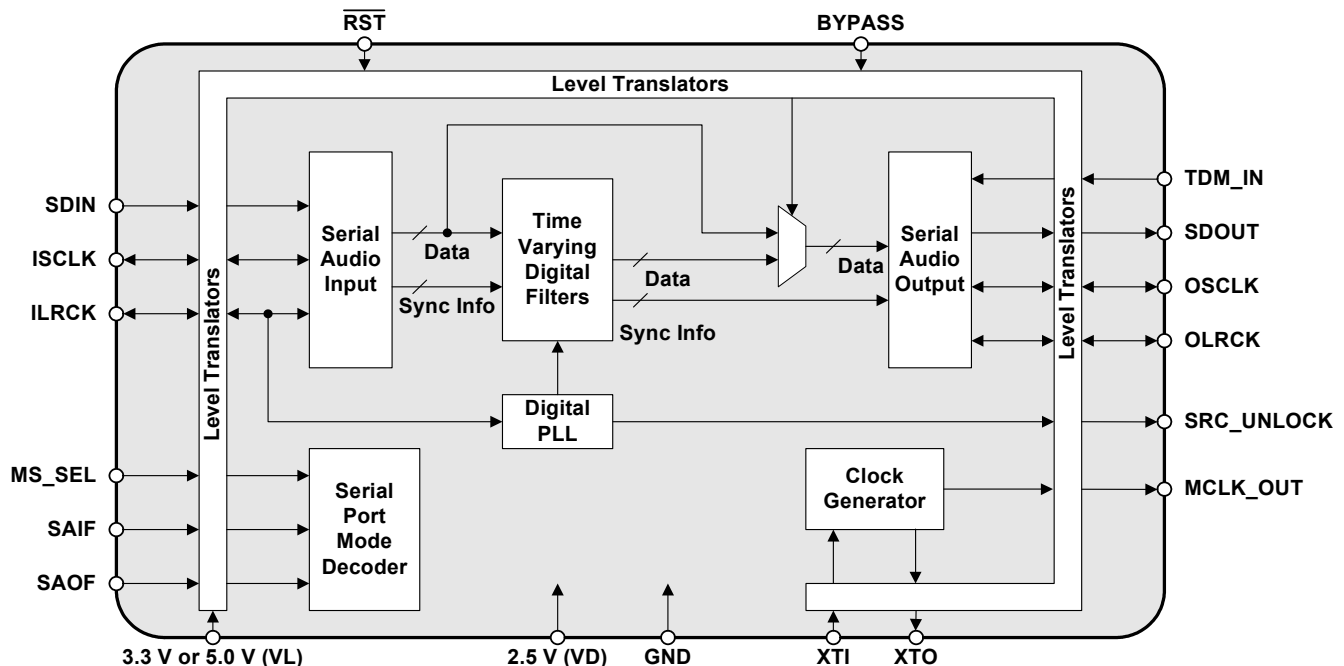 RST
BYPASS
Level Translators
SDIN
ISCLK
ILRCK
MS_SEL
SAIF
SAOF
Level Translators
Serial
Audio
Input
Data
Sync Info
Time
Varying
Digital
Filters
Data
Sync Info
Data
Serial
Audio
Output
Digital
PLL
Serial
Port
Mode
Decoder
Clock
Generator
Level Translators
TDM_IN
SDOUT
OSCLK
OLRCK
SRC_UNLOCK
MCLK_OUT
3.3 V or 5.0 V (VL)
2.5 V (VD)
GND
XTI
XTO